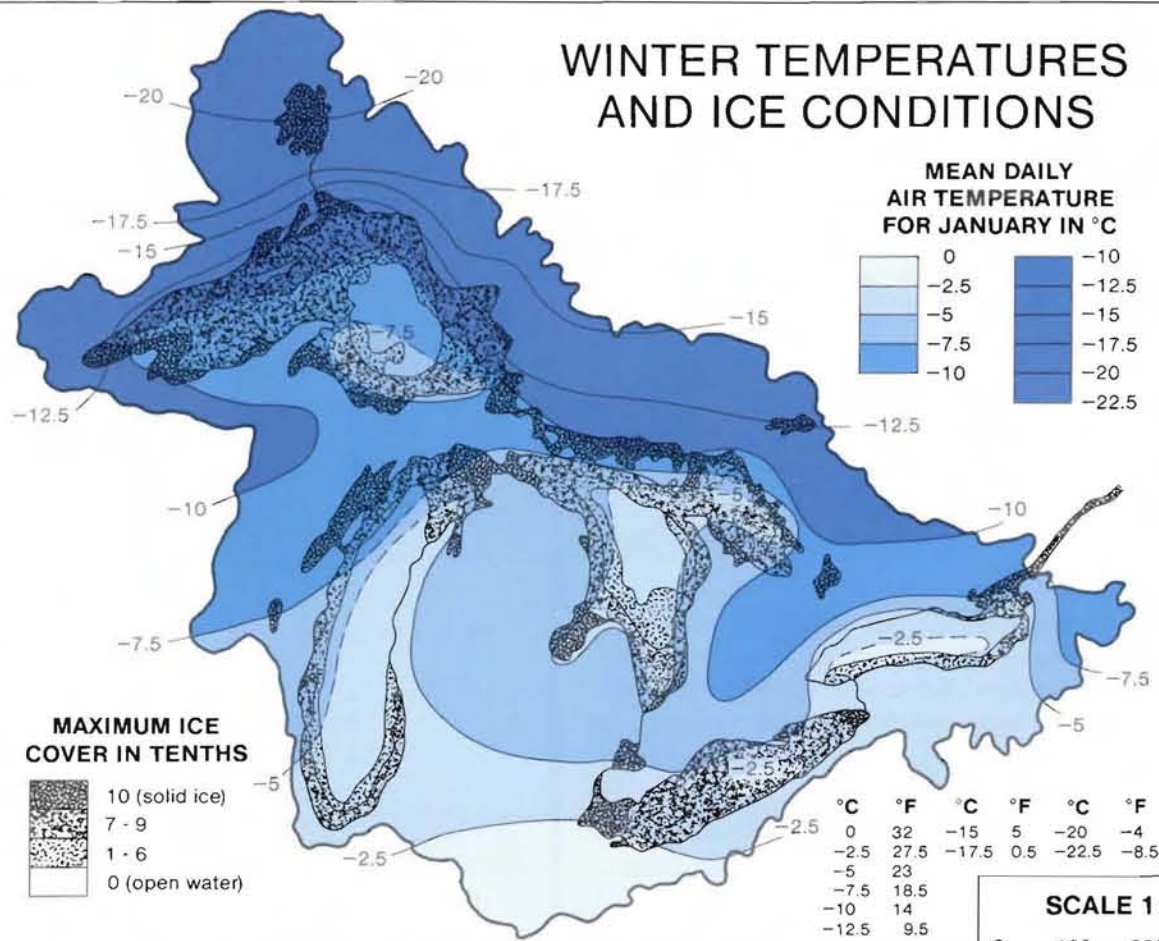 WINTER TEMPERATURES
AND ICE CONDITIONS
MEAN DAILY
AIR TEMPERATURE
FOR JANUARY IN °C
0
-2.5
-5
-7.5
-10
-10
-12.5
-15
-17.5
-20
-22.5
-20
-20
-17.5
-17.5
-15
-7.5
-15
-12.5
-12.5
-5
-10
-10
-7.5
-2.5
-7.5
-5
-5
-2.5
-2.5
-2.5
MAXIMUM ICE
COVER IN TENTHS
10 (solid ice)
7 - 9
1 - 6
0 (open water)
°C °F °C °F °C °F
0 32 -15 5 -20 -4
-2.5 27.5 -17.5 0.5 -22.5 -8.5
-5 23
-7.5 18.5
-10 14
-12.5 9.5
SCALE 1